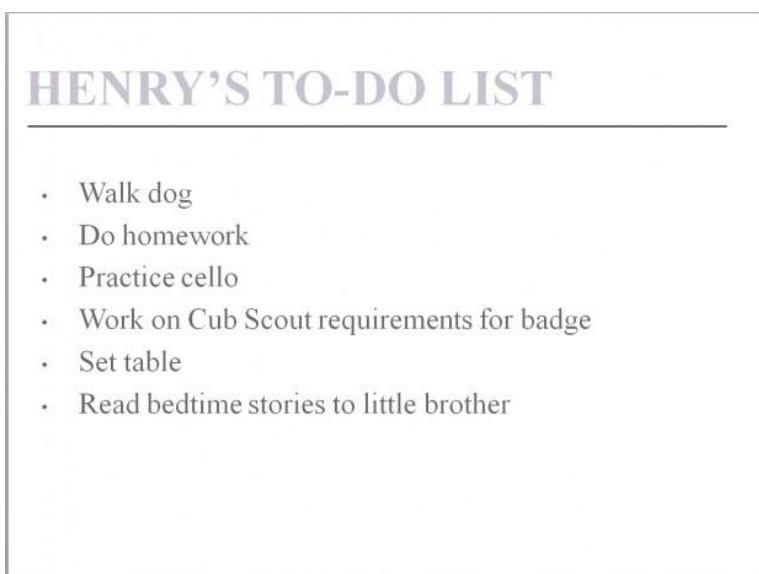 HENRY’S TO-DO LIST
· Walk dog
· Do homework
· Practice cello
· Work on Cub Scout requirements for badge
· Set table
· Read bedtime stories to little brother